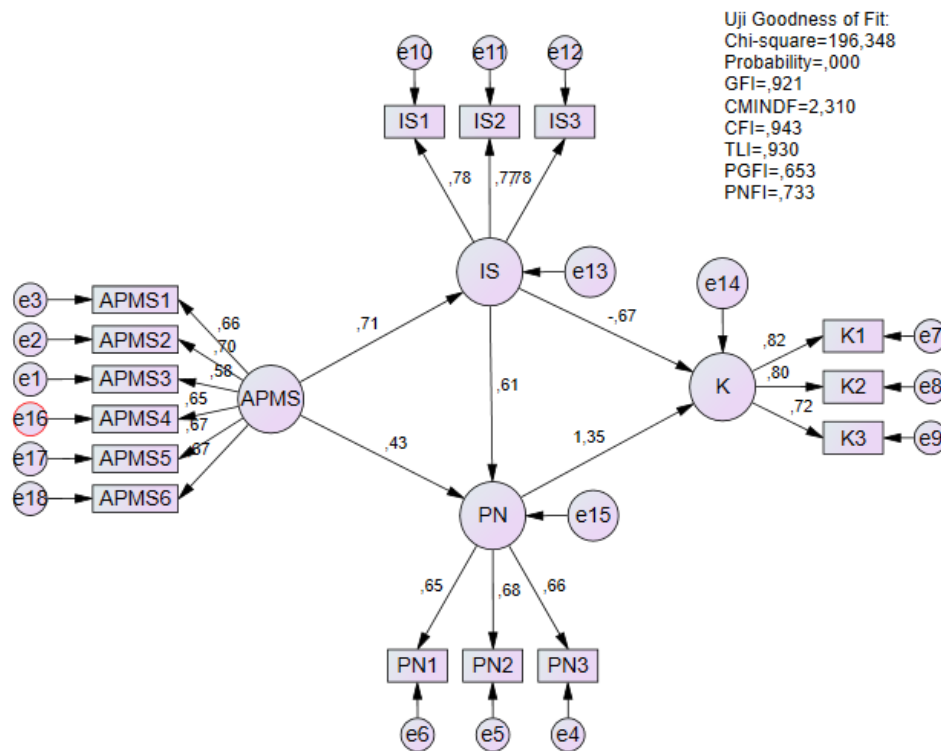 Uji Goodness of Fit:
Chi-square=196,348
Probability=,000
GFI=,921
CMINDF=2,310
CFI=,943
TLI=,930
PGFI=,653
PNFI=,733
e10 e11 e12
IS1 IS2 IS3
,78 ,77 ,78
IS e13
e14
e3 APMS1
,66
e2 APMS2
,70
e1 APMS3
,58
e16 APMS4
,65
e17 APMS5
,67
e18 APMS6
APMS
,71
-,67
,61
,43
1,35
K
,82 K1 e7
,80 K2 e8
,72 K3 e9
PN e15
,65 ,68 ,66
PN1 PN2 PN3
e6 e5 e4